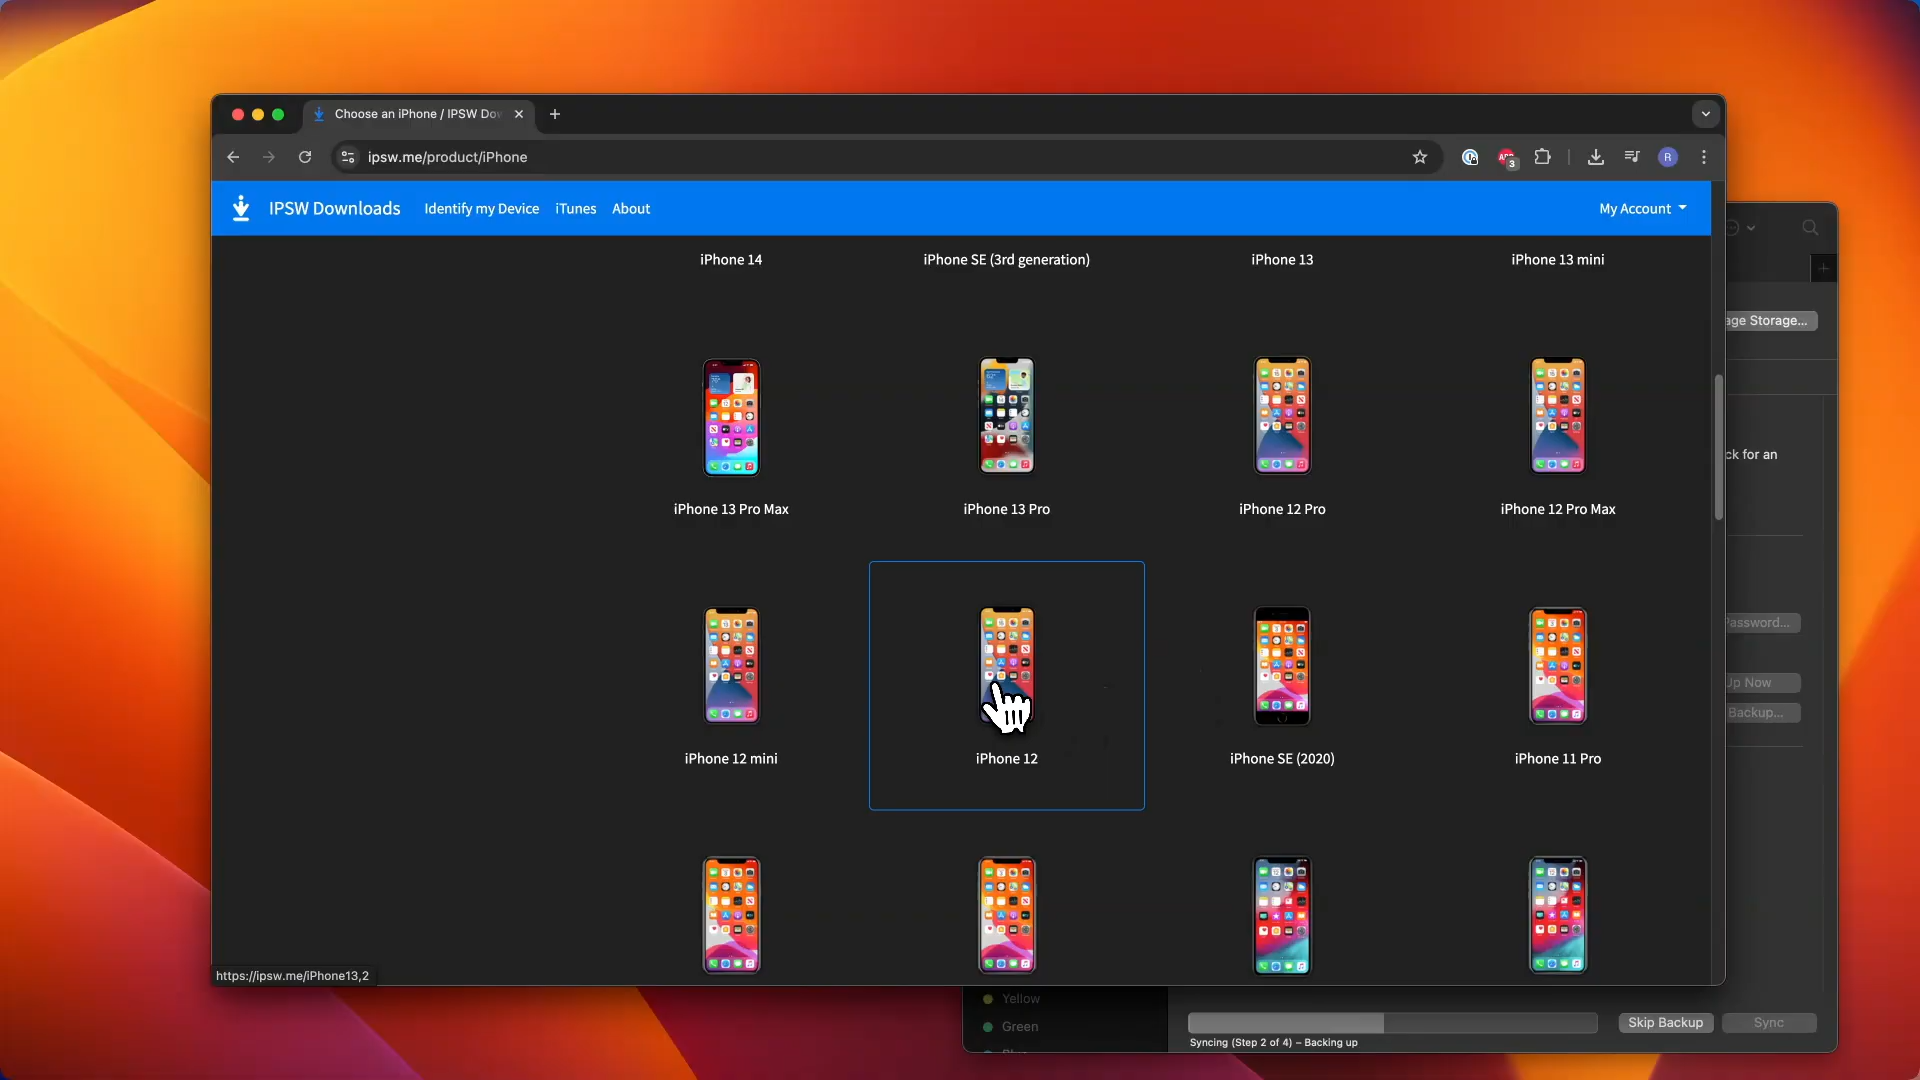 Choose an iPhone / IPSW Dow
ipsw.me/product/iPhone
3
R
IPSW Downloads
Identify my Device
iTunes
About
My Account
iPhone 14
iPhone SE (3rd generation)
iPhone 13
iPhone 13 mini
age Storage...
iPhone 13 Pro Max
iPhone 13 Pro
iPhone 12 Pro
iPhone 12 Pro Max
ck for an
Password...
Up Now
Backup...
iPhone 12 mini
iPhone 12
iPhone SE (2020)
iPhone 11 Pro
https://ipsw.me/iPhone13,2
Yellow
Green
Skip Backup
Sync
Syncing (Step 2 of 4) – Backing up